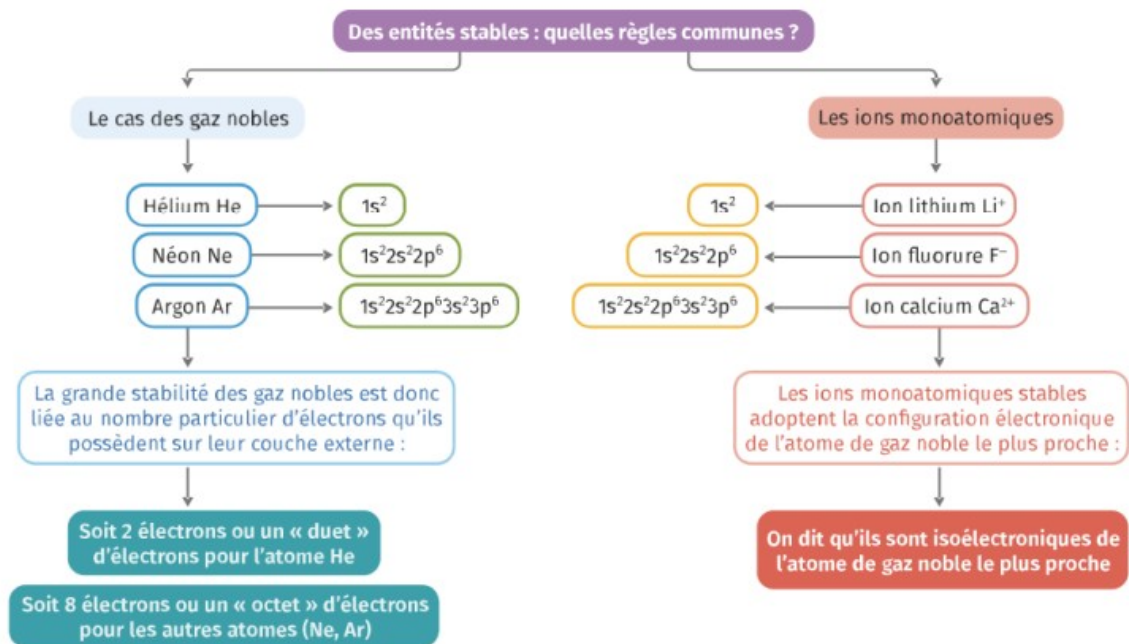 Des entités stables : quelles règles communes ?
Le cas des gaz nobles
Hélium He
1s²
Néon Ne
1s²2s²2p⁶
Argon Ar
1s²2s²2p⁶3s²3p⁶
La grande stabilité des gaz nobles est donc
liée au nombre particulier d'électrons qu'ils
possèdent sur leur couche externe :
Soit 2 électrons ou un « duet »
d'électrons pour l'atome He
Soit 8 électrons ou un « octet » d'électrons
pour les autres atomes (Ne, Ar)
Les ions monoatomiques
1s²
Ion lithium Li⁺
1s²2s²2p⁶
Ion fluorure F⁻
1s²2s²2p⁶3s²3p⁶
Ion calcium Ca²⁺
Les ions monoatomiques stables
adoptent la configuration électronique
de l'atome de gaz noble le plus proche :
On dit qu'ils sont isoélectroniques de
l'atome de gaz noble le plus proche